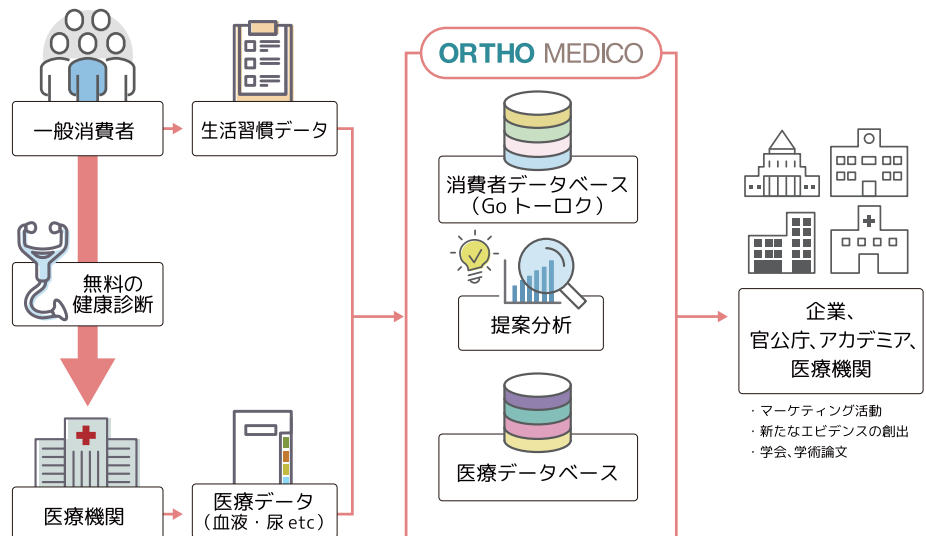 一般消費者
生活習慣データ
無料の
健康診断
医療機関
医療データ
（血液・尿 etc）
ORTHO MEDICO
消費者データベース
（Go トーロク）
提案分析
医療データベース
企業、
官公庁、アカデミア、
医療機関
・マーケティング活動
・新たなエビデンスの創出
・学会、学術論文